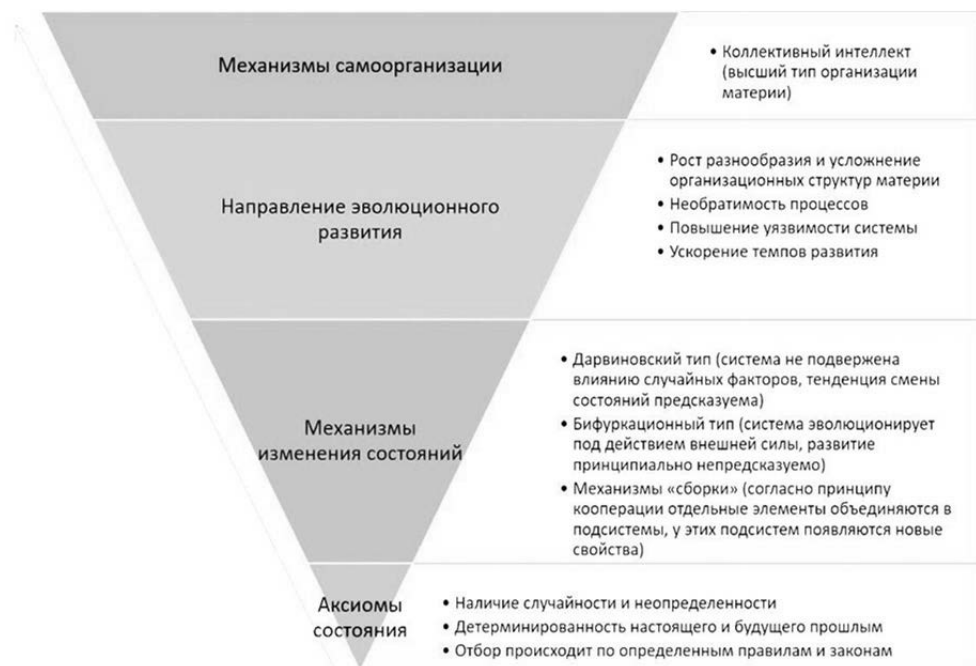 Механизмы самоорганизации
• Коллективный интеллект
(высший тип организации
материи)
Направление эволюционного
развития
• Рост разнообразия и усложнение
организационных структур материи
• Необратимость процессов
• Повышение уязвимости системы
• Ускорение темпов развития
Механизмы
изменения состояний
• Дарвиновский тип (система не подвержена
влиянию случайных факторов, тенденция смены
состояний предсказуема)
• Бифуркационный тип (система эволюционирует
под действием внешней силы, развитие
принципиально непредсказуемо)
• Механизмы «сборки» (согласно принципу
кооперации отдельные элементы объединяются в
подсистемы, у этих подсистем появляются новые
свойства)
Аксиомы
состояния
• Наличие случайности и неопределенности
• Детерминированность настоящего и будущего прошлым
• Отбор происходит по определенным правилам и законам